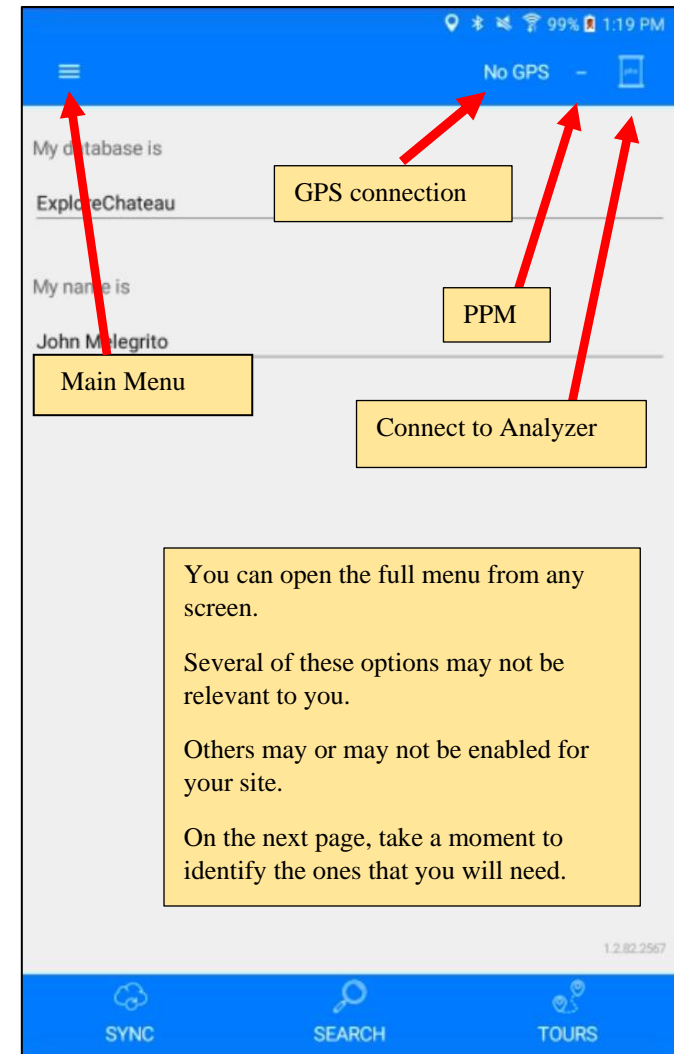 99% 1:19 PM
No GPS –
My database is
GPS connection
ExploreChateau
My name is
PPM
John Melegrito
Main Menu
Connect to Analyzer
You can open the full menu from any
screen.
Several of these options may not be
relevant to you.
Others may or may not be enabled for
your site.
On the next page, take a moment to
identify the ones that you will need.
1.2.82.2567
SYNC SEARCH TOURS